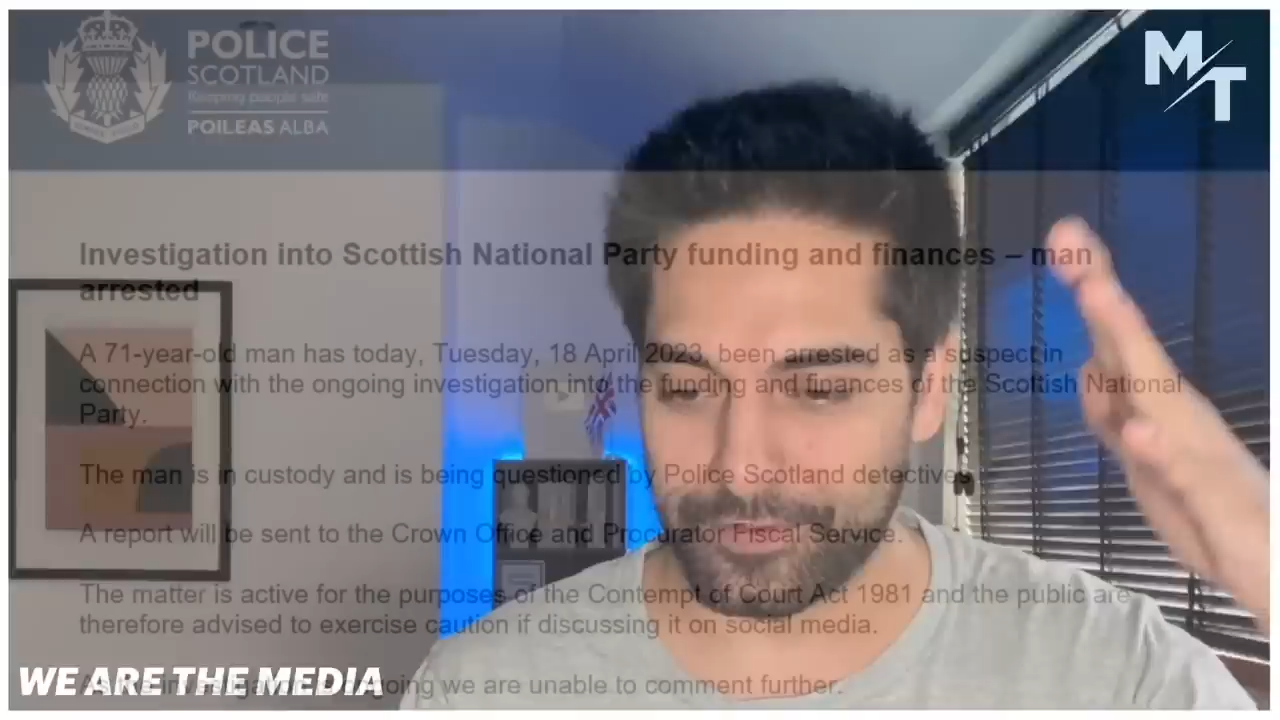 POLICE
SCOTLAND
Keeping people safe
POILEAS ALBA
M/T
Investigation into Scottish National Party funding and finances – man
arrested
A 71-year-old man has today, Tuesday, 18 April 2023, been arrested as a suspect in
connection with the ongoing investigation into the funding and finances of the Scottish National
Party.
The man is in custody and is being questioned by Police Scotland detectives.
A report will be sent to the Crown Office and Procurator Fiscal Service.
The matter is active for the purposes of the Contempt of Court Act 1981 and the public are
therefore advised to exercise caution if discussing it on social media.
WE ARE THE MEDIA
investigation is ongoing we are unable to comment further.